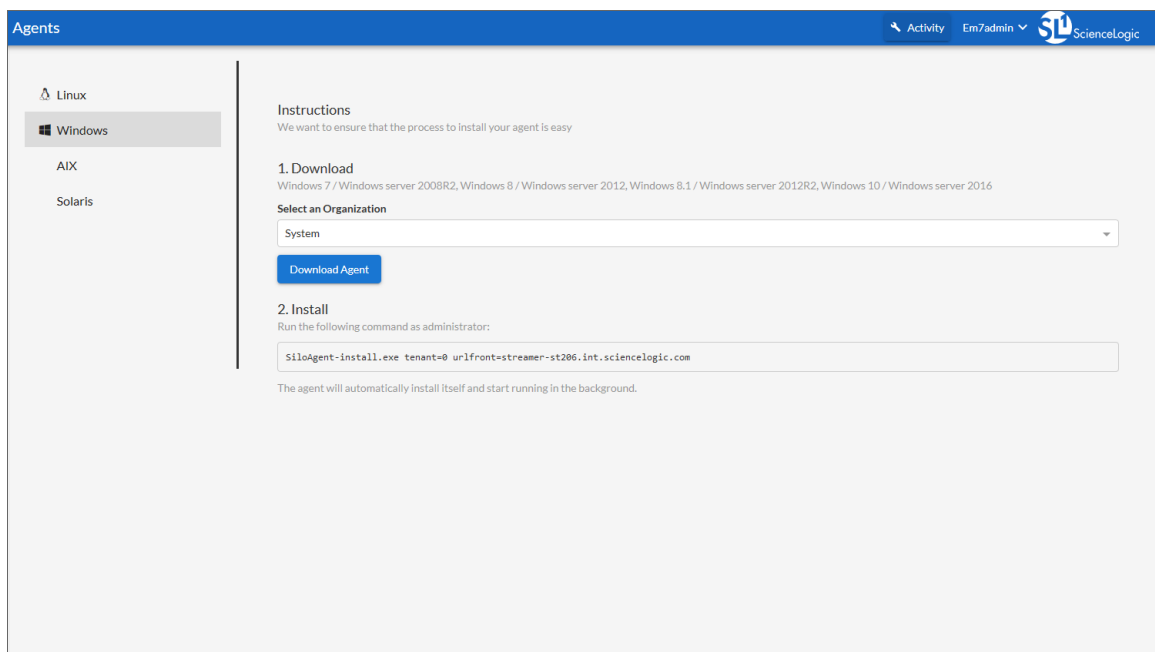 Agents
Activity
Em7admin
SL1 ScienceLogic
Linux
Windows
AIX
Solaris
Instructions
We want to ensure that the process to install your agent is easy
1. Download
Windows 7 / Windows server 2008R2, Windows 8 / Windows server 2012, Windows 8.1 / Windows server 2012R2, Windows 10 / Windows server 2016
Select an Organization
System
Download Agent
2. Install
Run the following command as administrator:
SiloAgent-install.exe tenant=0 urlfront=streamer-st206.int.sciencelogic.com
The agent will automatically install itself and start running in the background.